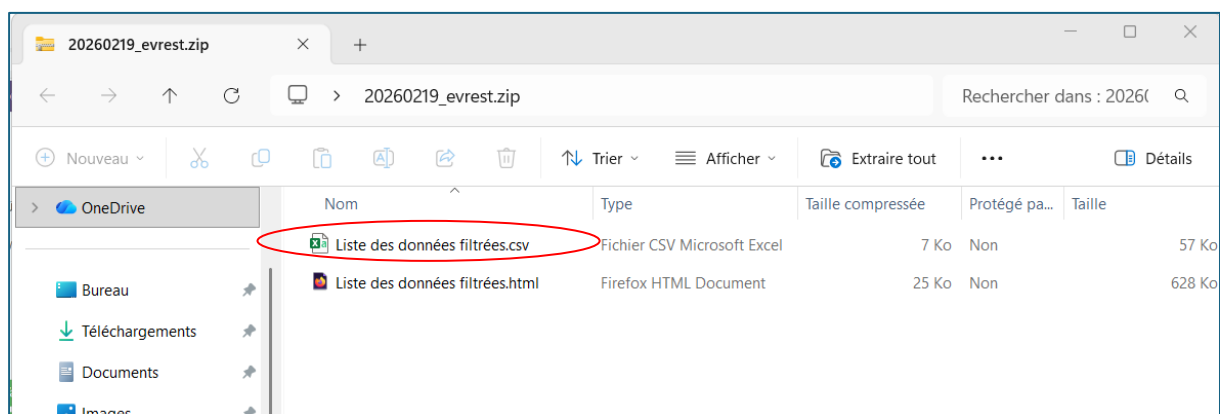 20260219_evrest.zip
20260219_evrest.zip
Rechercher dans : 2026(
Nouveau
Trier
Afficher
Extraire tout
Détails
OneDrive
Nom
Type
Taille compressée
Protégé pa...
Taille
Liste des données filtrées.csv
Fichier CSV Microsoft Excel
7 Ko
Non
57 Ko
Bureau
Liste des données filtrées.html
Firefox HTML Document
25 Ko
Non
628 Ko
Téléchargements
Documents
Images